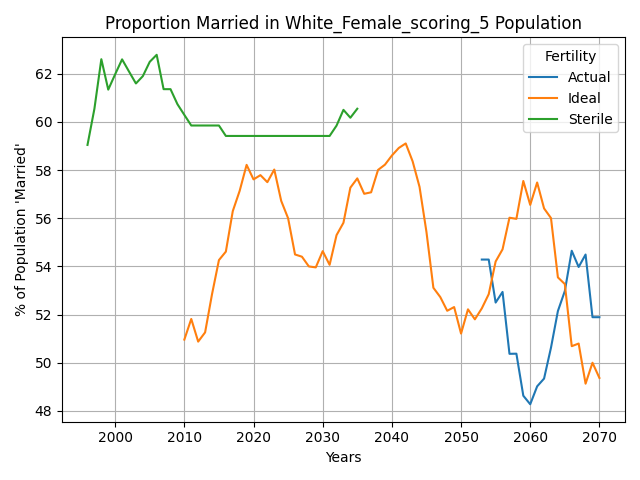 Proportion Married in White_Female_scoring_5 Population
Fertility
Actual
Ideal
Sterile
% of Population 'Married'
62
60
58
56
54
52
50
48
2000 2010 2020 2030 2040 2050 2060 2070
Years